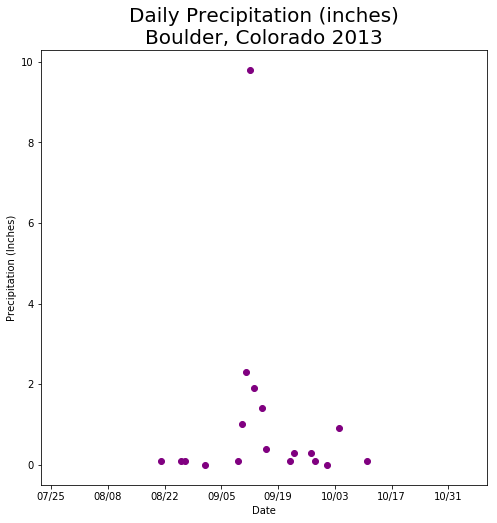 Daily Precipitation (inches)
Boulder, Colorado 2013
10
8
6
4
2
0
Precipitation (Inches)
07/25 08/08 08/22 09/05 09/19 10/03 10/17 10/31
Date